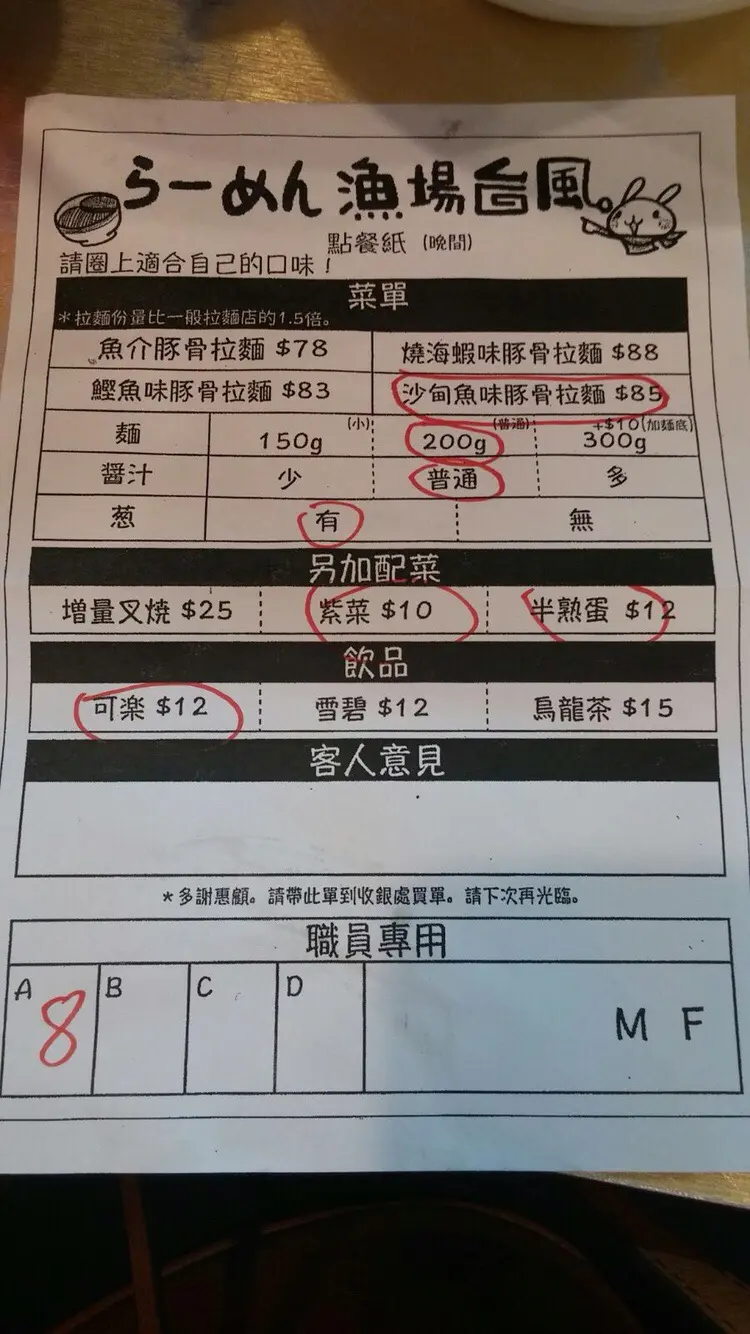 らーめん 漁場台風。
點餐紙 (晚間)
請圈上適合自己的口味！
菜單
＊拉麵份量比一般拉麵店的1.5倍。
魚介豚骨拉麵 $78 燒海蝦味豚骨拉麵 $88
鰹魚味豚骨拉麵 $83 沙甸魚味豚骨拉麵 $85
麵 150g (小) 200g (普通) 300g +$10(加麵底)
醤汁 少 普通 多
葱 有 無
另加配菜
增量叉燒 $25 紫菜 $10 半熟蛋 $12
飲品
可楽 $12 雪碧 $12 烏龍茶 $15
客人意見
＊多謝惠顧。請帶此單到收銀處買單。請下次再光臨。
職員專用
A 8 B C D M F